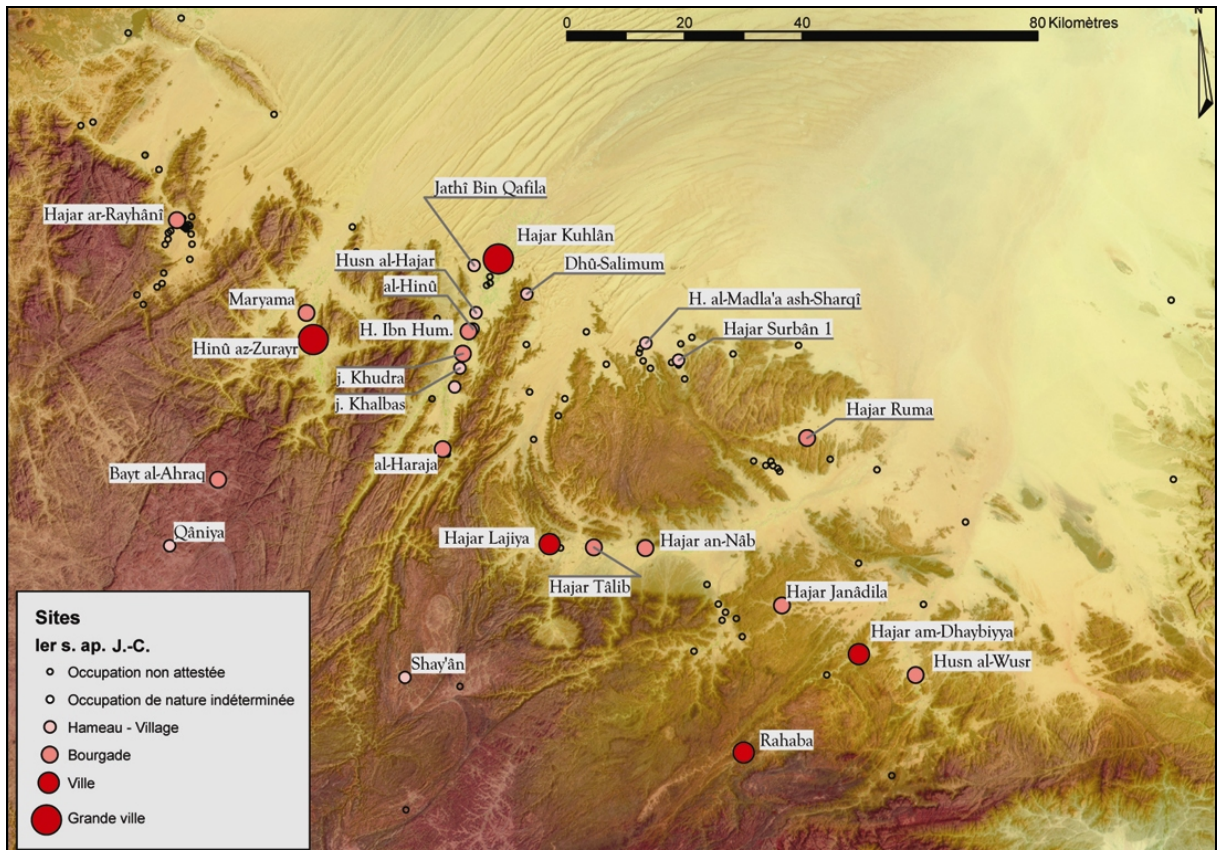 0 20 40 80 Kilomètres
N
Jathî Bin Qafila
Hajar ar-Rayhânî
Hajar Kuhlân
Husn al-Hajar
Dhû-Salimum
al-Hinû
Maryama
H. al-Madla'a ash-Sharqî
H. Ibn Hum.
Hajar Surbân 1
Hinû az-Zurayr
j. Khudra
j. Khalbas
Hajar Ruma
al-Haraja
Bayt al-Ahraq
Qâniya
Hajar Lajiya
Hajar an-Nâb
Hajar Tâlib
Hajar Janâdila
Hajar am-Dhaybiyya
Shay'ân
Husn al-Wusr
Rahaba
Sites
Ier s. ap. J.-C.
Occupation non attestée
Occupation de nature indéterminée
Hameau - Village
Bourgade
Ville
Grande ville